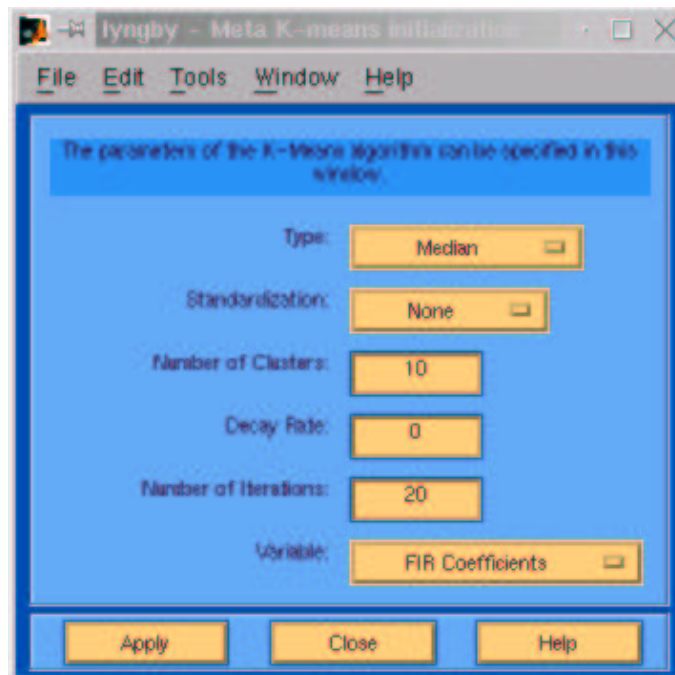 lyngby - Meta K-means initialization
File Edit Tools Window Help
The parameters of the K-Means algorithm can be specified in this
window.
Type: Median
Standardization: None
Number of Clusters: 10
Decay Rate: 0
Number of Iterations: 20
Variable: FIR Coefficients
Apply Close Help